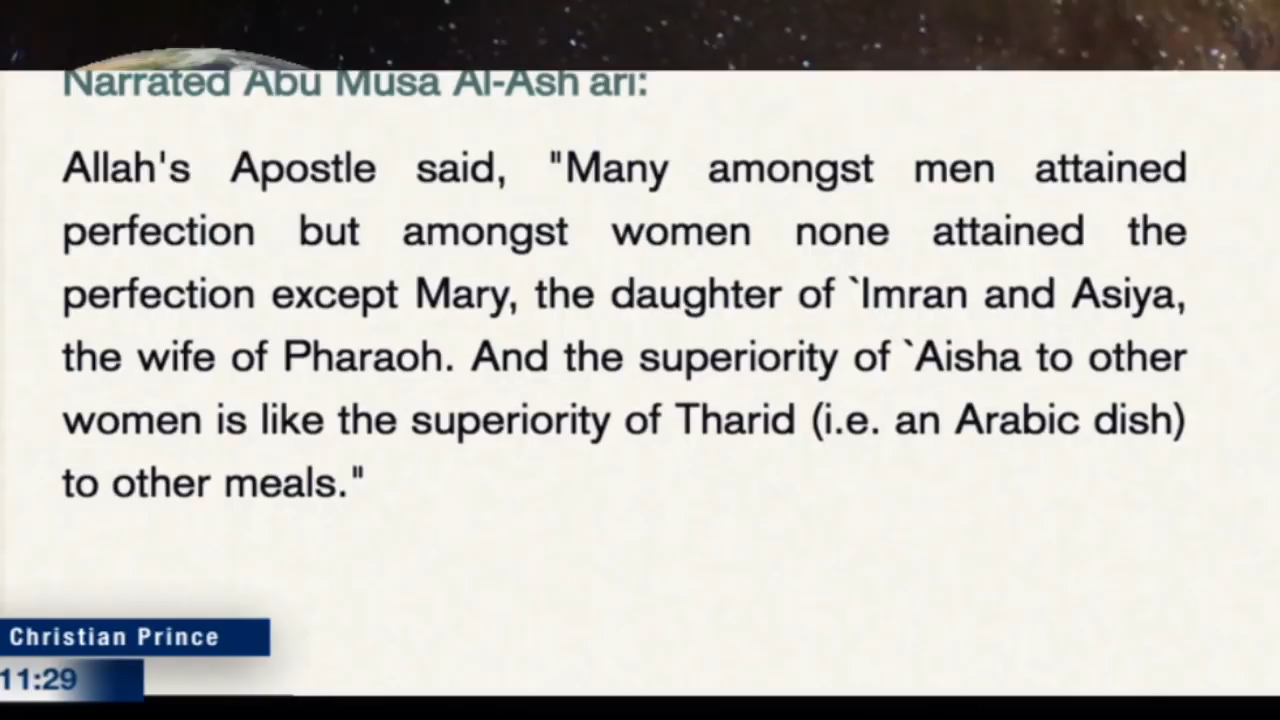 Narrated Abu Musa Al-Ash`ari:
Allah's Apostle said, "Many amongst men attained
perfection but amongst women none attained the
perfection except Mary, the daughter of `Imran and Asiya,
the wife of Pharaoh. And the superiority of `Aisha to other
women is like the superiority of Tharid (i.e. an Arabic dish)
to other meals."
Christian Prince
11:29